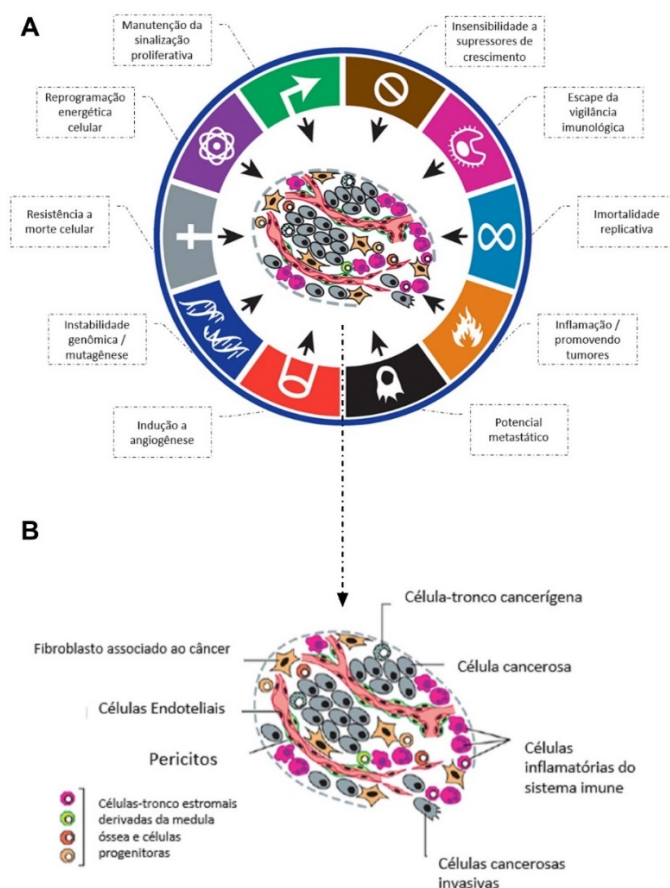 A
Manutenção da
sinalização
proliferativa
Insensibilidade a
supressores de
crescimento
Reprogramação
energética
celular
Escape da
vigilância
imunológica
Resistência a
morte celular
Imortalidade
replicativa
Instabilidade
genômica /
mutagênese
Inflamação /
promovendo
tumores
Indução a
angiogênese
Potencial
metastático
B
Célula-tronco cancerígena
Fibroblasto associado ao câncer
Célula cancerosa
Células Endoteliais
Pericitos
Células
inflamatórias do
sistema imune
Células-tronco estromais
derivadas da medula
óssea e células
progenitoras
Células cancerosas
invasivas